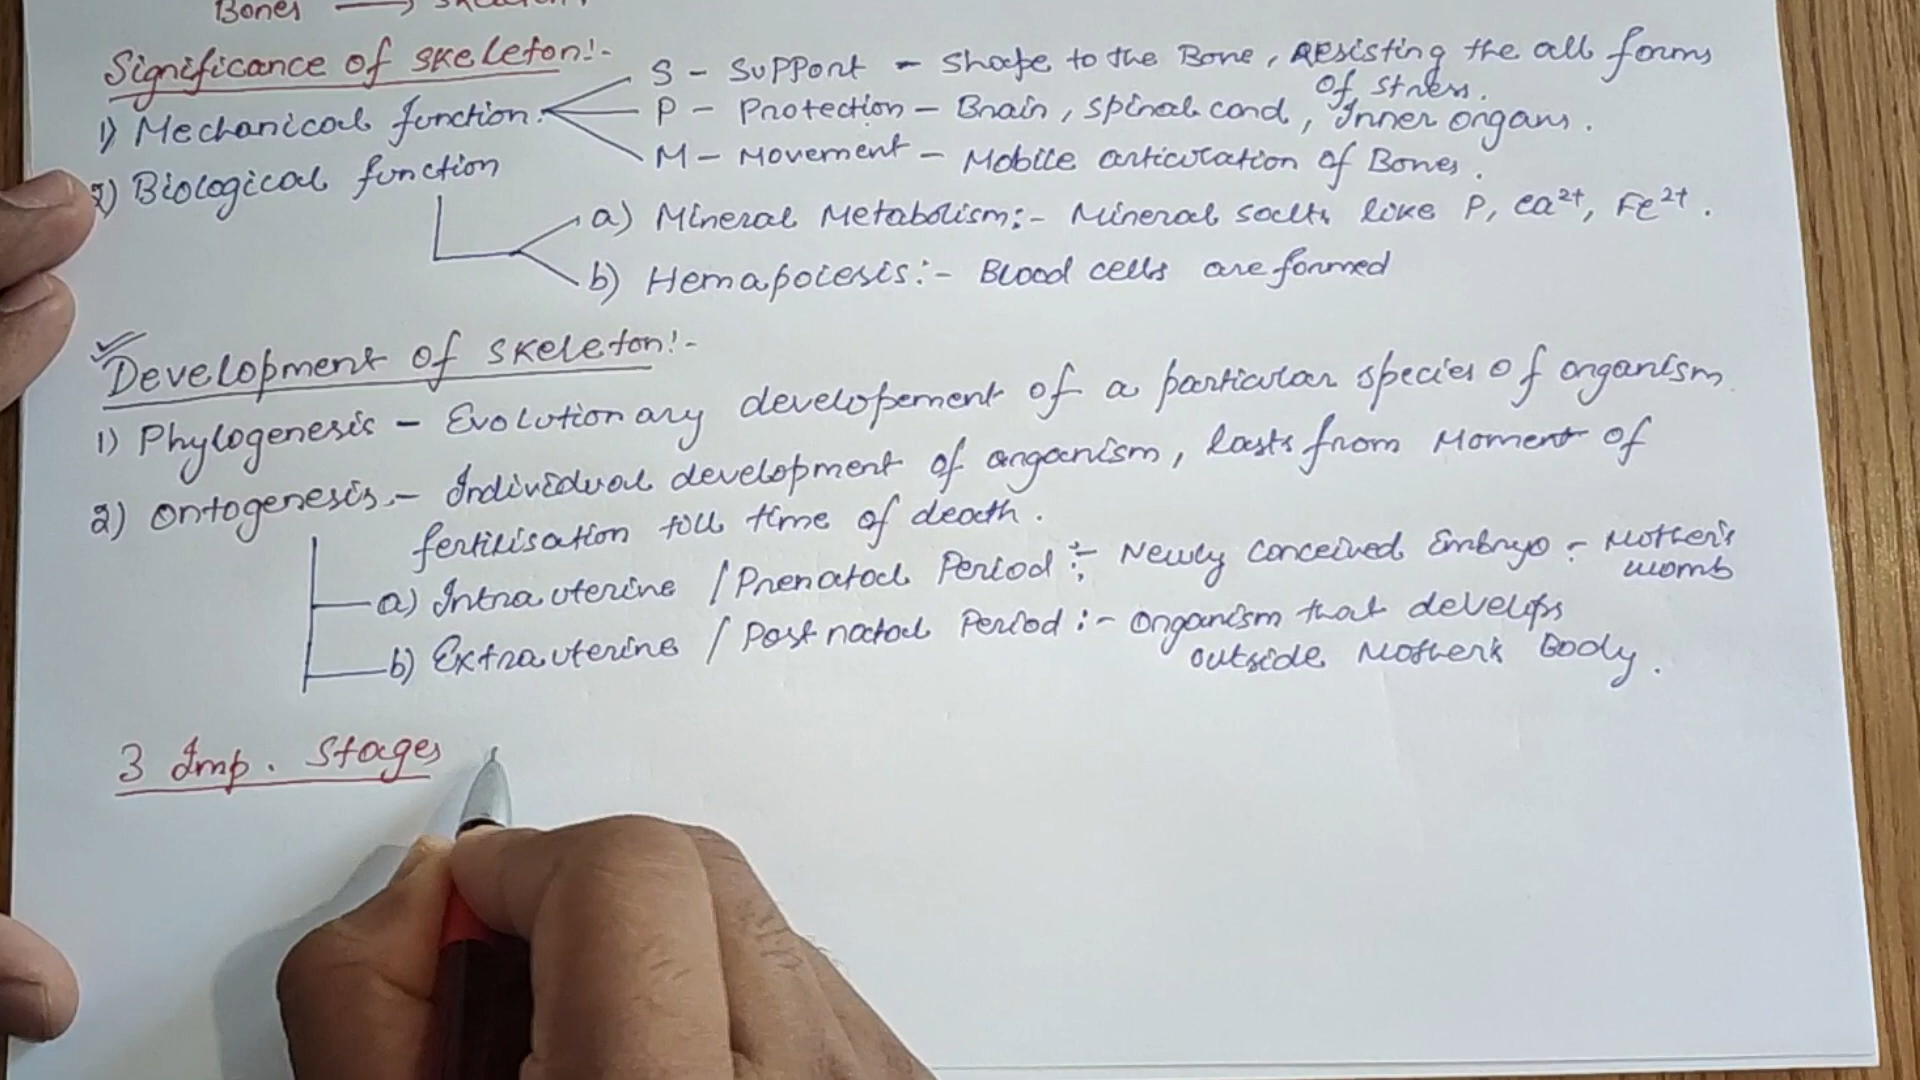 Bones → skeleton.
Significance of skeleton:-
1) Mechanical function.
S - Support - Shape to the Bone, Resisting the all forms of stress.
P - Protection - Brain, spinal cord, Inner organs.
M - Movement - Mobile articulation of Bones.
2) Biological function
a) Mineral Metabolism:- Mineral salts like P, Ca²⁺, Fe²⁺.
b) Hemapoiesis:- Blood cells are formed
Development of skeleton:-
1) Phylogenesis - Evolutionary developement of a particular species of organism
2) Ontogenesis - Individual development of organism, lasts from Moment of
fertilisation till time of death.
a) Intrauterine / Prenatal Period :- Newly conceived Embryo - Mother's womb
b) Extrauterine / Postnatal Period :- organism that develops
outside Mother's Body.
3 Imp. Stages